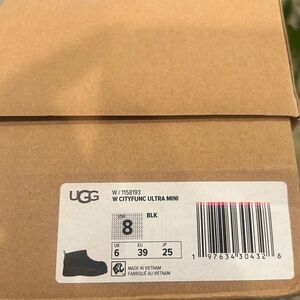 UGG
W / 1158193
W CITYFUNC ULTRA MINI
USA
8
BLK
UK EU JP
6 39 25
MADE IN VIETNAM
FABRIQUÉ AU VIETNAM
1 97634 30432 8